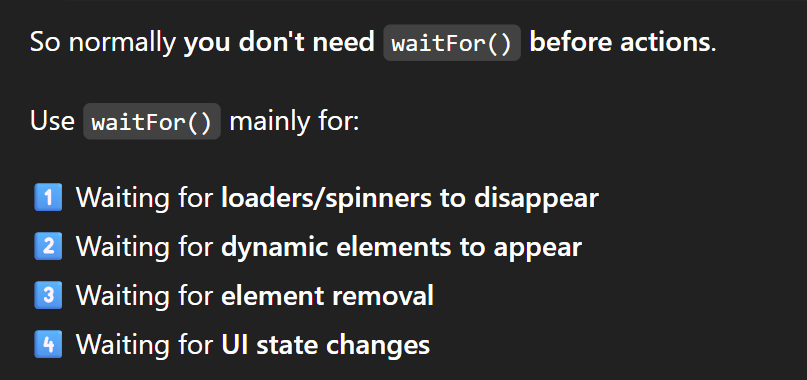 So normally you don't need waitFor() before actions.
Use waitFor() mainly for:
1 Waiting for loaders/spinners to disappear
2 Waiting for dynamic elements to appear
3 Waiting for element removal
4 Waiting for UI state changes